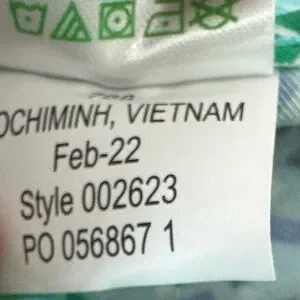 OCHIMINH, VIETNAM
Feb-22
Style 002623
PO 056867 1